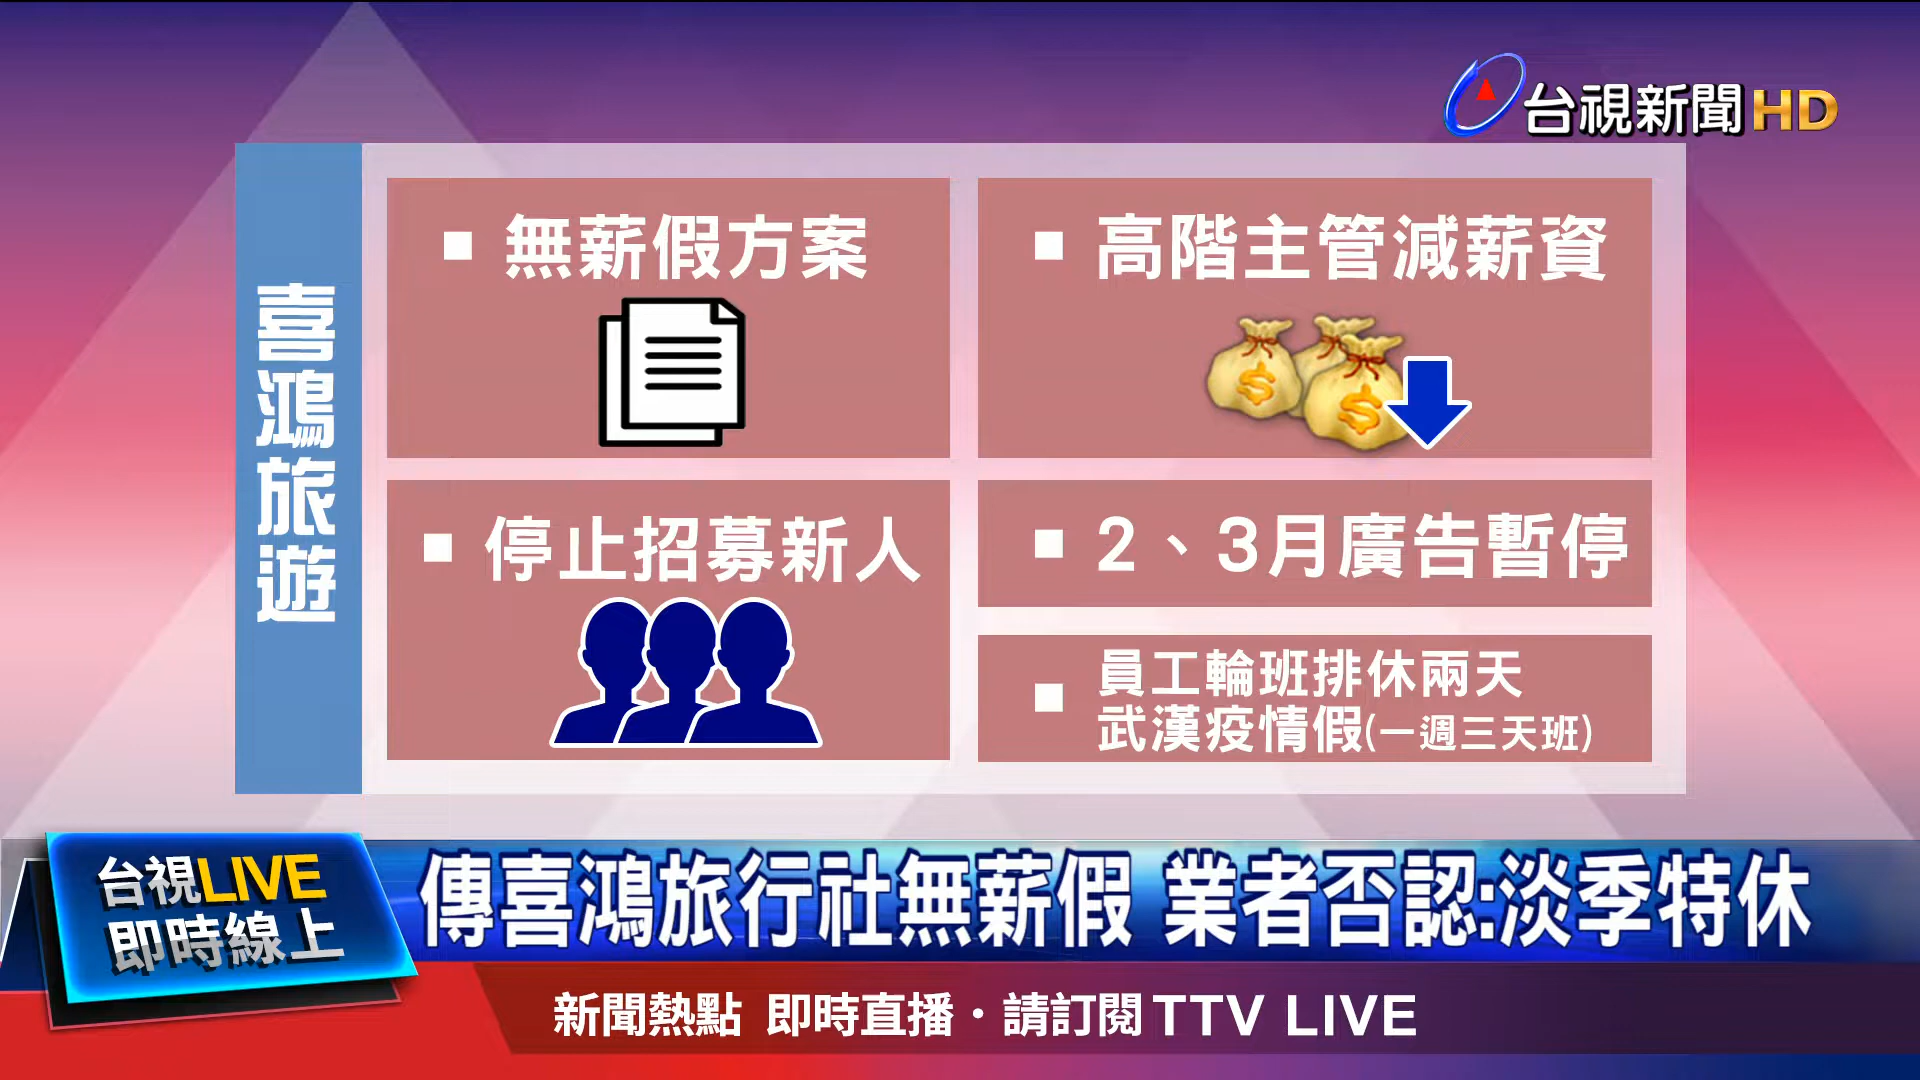 台視新聞HD
喜鴻旅遊
▪ 無薪假方案
▪ 高階主管減薪資
$ $
▪ 停止招募新人
▪ 2、3月廣告暫停
▪ 員工輪班排休兩天
武漢疫情假(一週三天班)
台視LIVE
即時線上
傳喜鴻旅行社無薪假 業者否認:淡季特休
新聞熱點 即時直播・請訂閱TTV LIVE